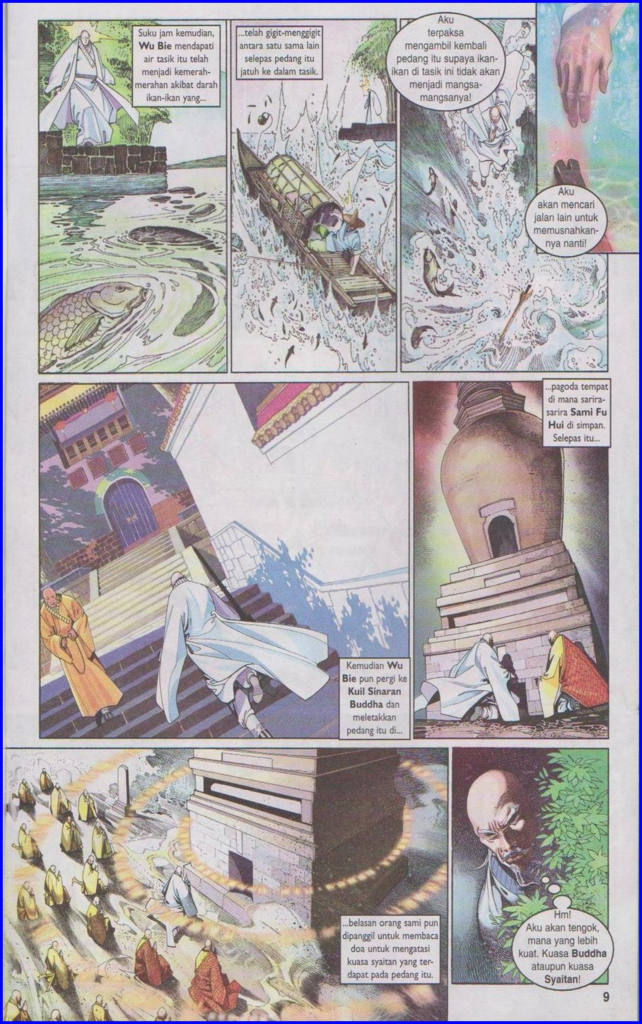 Suku jam kemudian,
Wu Bie mendapati
air tasik itu telah
menjadi kemerah-
merahan akibat darah
ikan-ikan yang...
...telah gigit-menggigit
antara satu sama lain
selepas pedang itu
jatuh ke dalam tasik.
Aku
terpaksa
mengambil kembali
pedang itu supaya ikan-
ikan di tasik ini tidak akan
menjadi mangsa-
mangsanya!
Aku
akan mencari
jalan lain untuk
memusnahkan-
nya nanti!
Kemudian Wu
Bie pun pergi ke
Kuil Sinaran
Buddha dan
meletakkan
pedang itu di...
...pagoda tempat
di mana sarira-
sarira Sami Fu
Hui di simpan.
Selepas itu...
...belasan orang sami pun
dipanggil untuk membaca
doa untuk mengatasi
kuasa syaitan yang ter-
dapat pada pedang itu.
Hm!
Aku akan tengok,
mana yang lebih
kuat. Kuasa Buddha
ataupun kuasa
Syaitan!
9